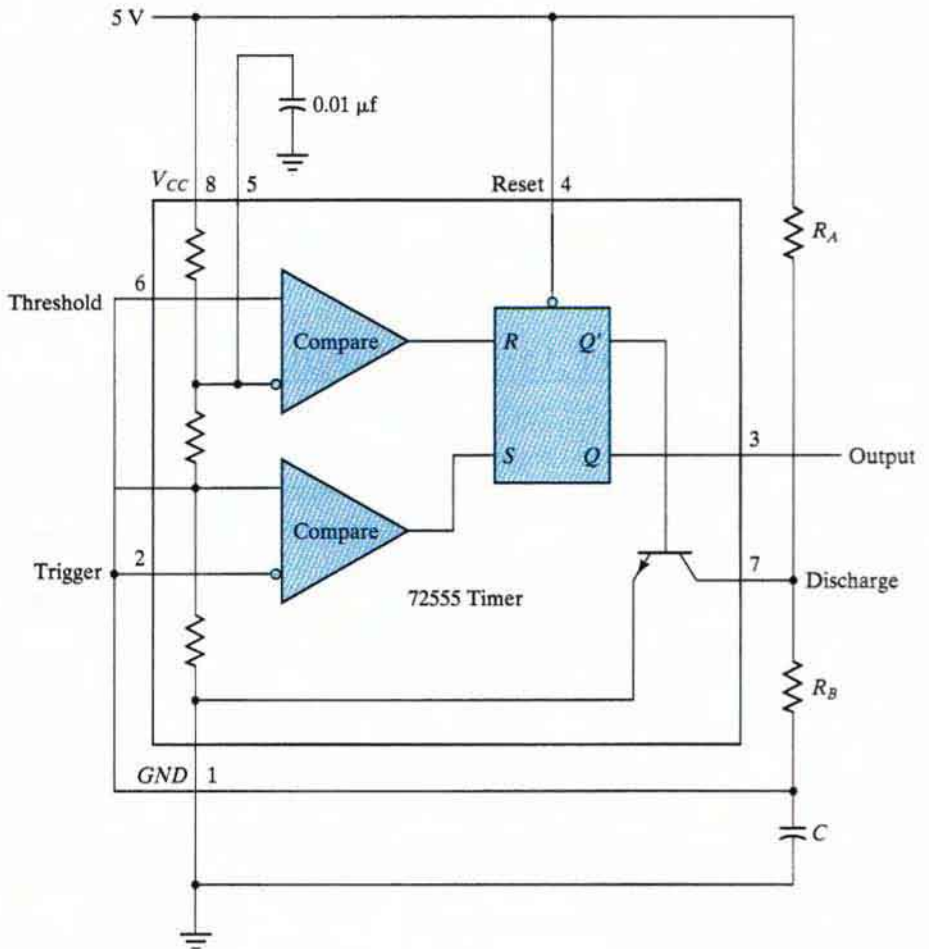 5 V
0.01 μf
V_CC 8 5
Reset 4
R_A
6
Threshold
Compare
R Q'
3
S Q
Output
Compare
2
Trigger
7
Discharge
72555 Timer
R_B
GND 1
C